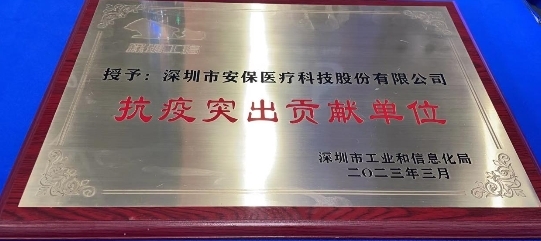 授予：深圳市安保医疗科技股份有限公司
抗疫突出贡献单位
深圳市工业和信息化局
二〇二三年三月